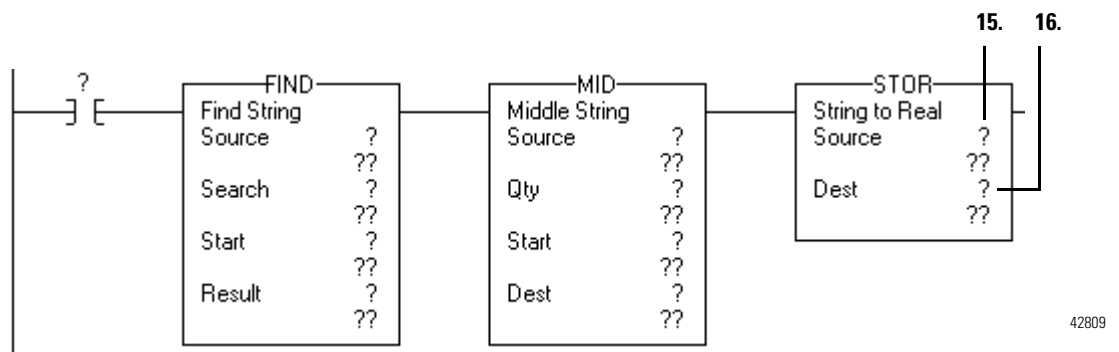 15. 16.
?
FIND
Find String
Source ?
??
Search ?
??
Start ?
??
Result ?
??
MID
Middle String
Source ?
??
Qty ?
??
Start ?
??
Dest ?
??
STOR
String to Real
Source ?
??
Dest ?
??
42809